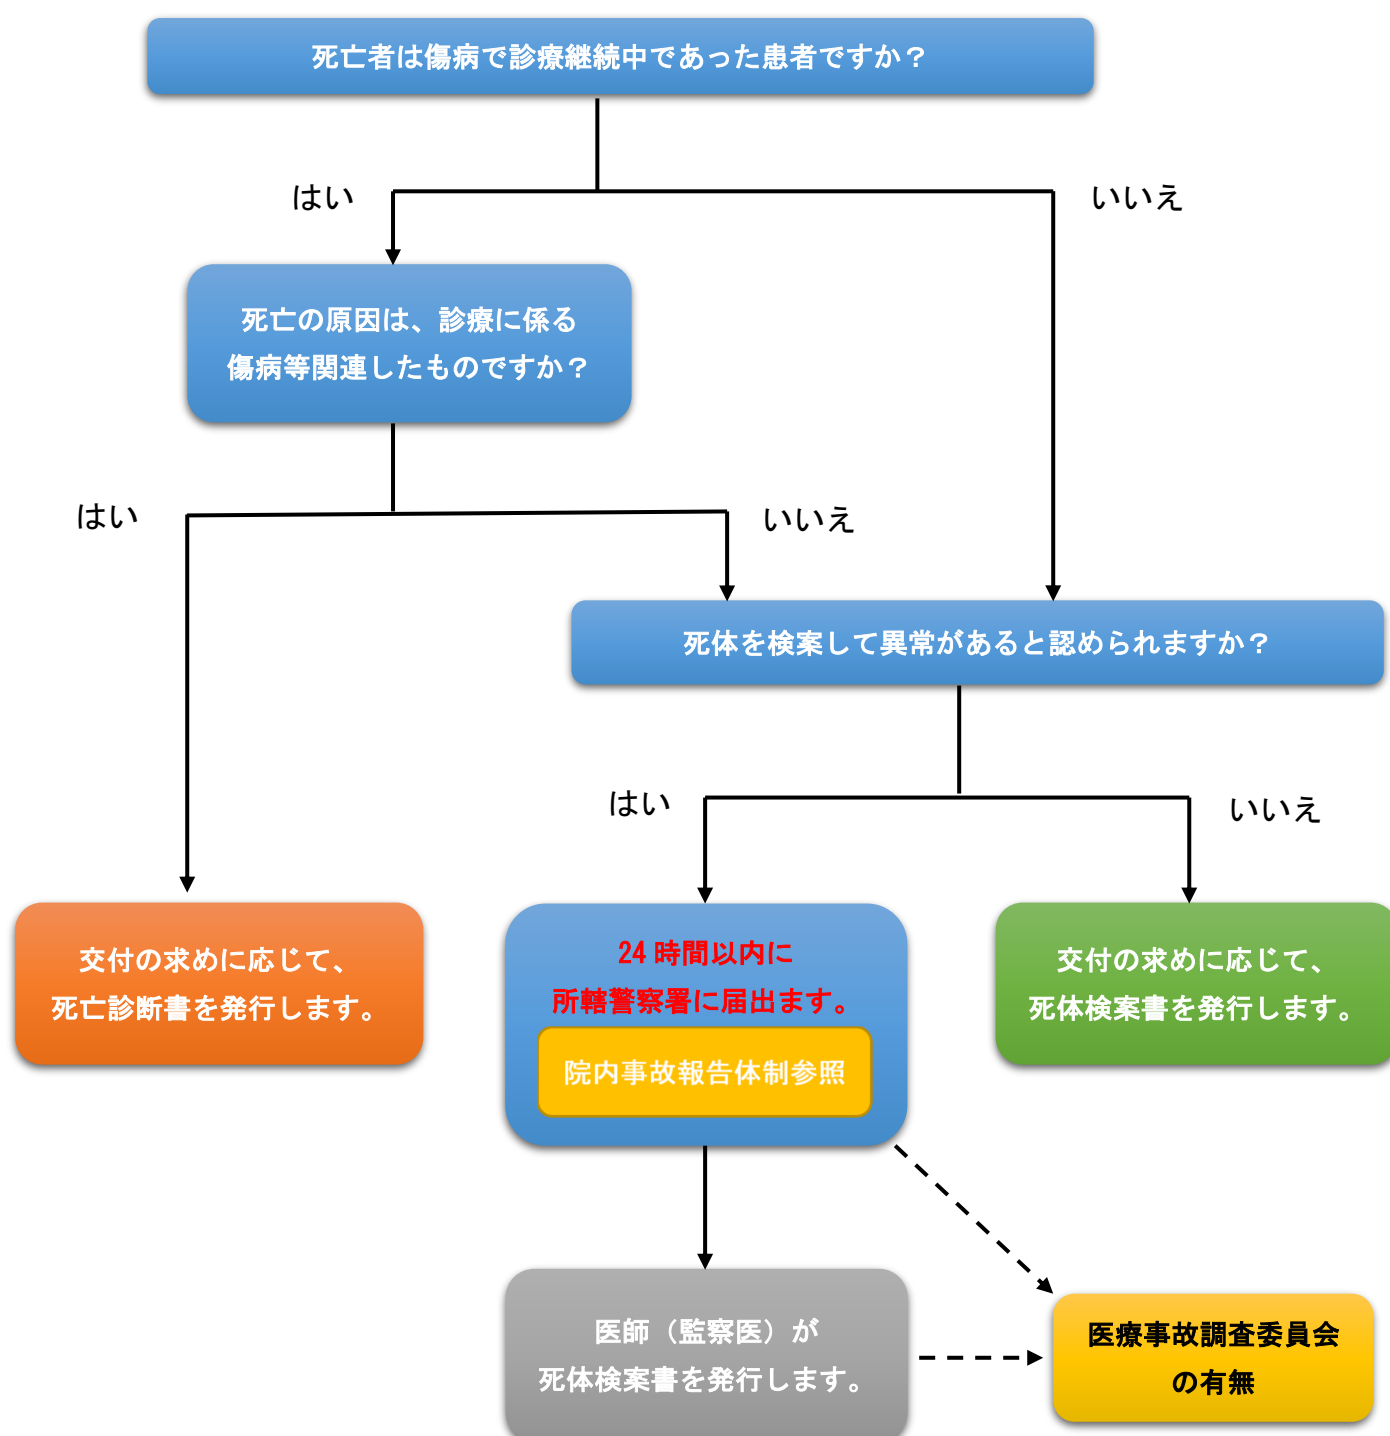 死亡者は傷病で診療継続中であった患者ですか？
はい
いいえ
死亡の原因は、診療に係る
傷病等関連したものですか？
はい
いいえ
死体を検案して異常があると認められますか？
はい
いいえ
交付の求めに応じて、
死亡診断書を発行します。
24 時間以内に
所轄警察署に届出ます。
院内事故報告体制参照
交付の求めに応じて、
死体検案書を発行します。
医師（監察医）が
死体検案書を発行します。
医療事故調査委員会
の有無